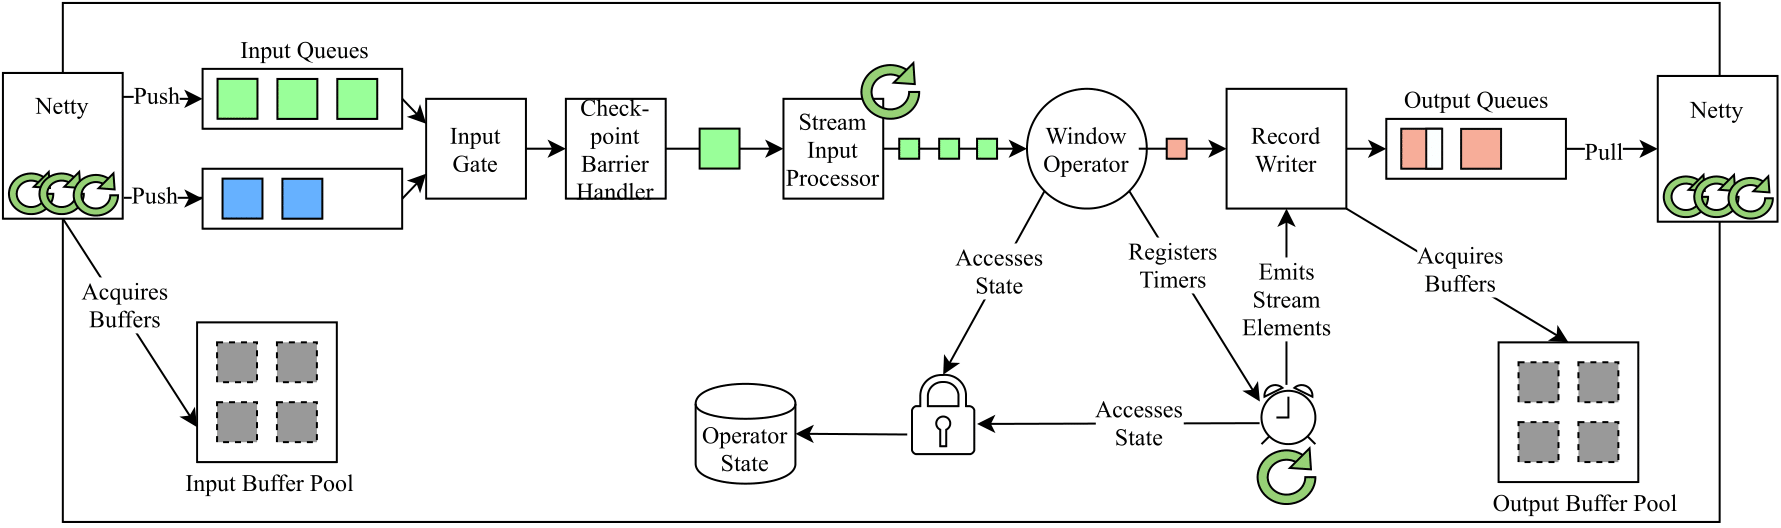 Input Queues
Netty
Push
Push
Input
Gate
Check-
point
Barrier
Handler
Stream
Input
Processor
Window
Operator
Record
Writer
Output Queues
Pull
Netty
Acquires
Buffers
Input Buffer Pool
Accesses
State
Registers
Timers
Emits
Stream
Elements
Acquires
Buffers
Operator
State
Accesses
State
Output Buffer Pool